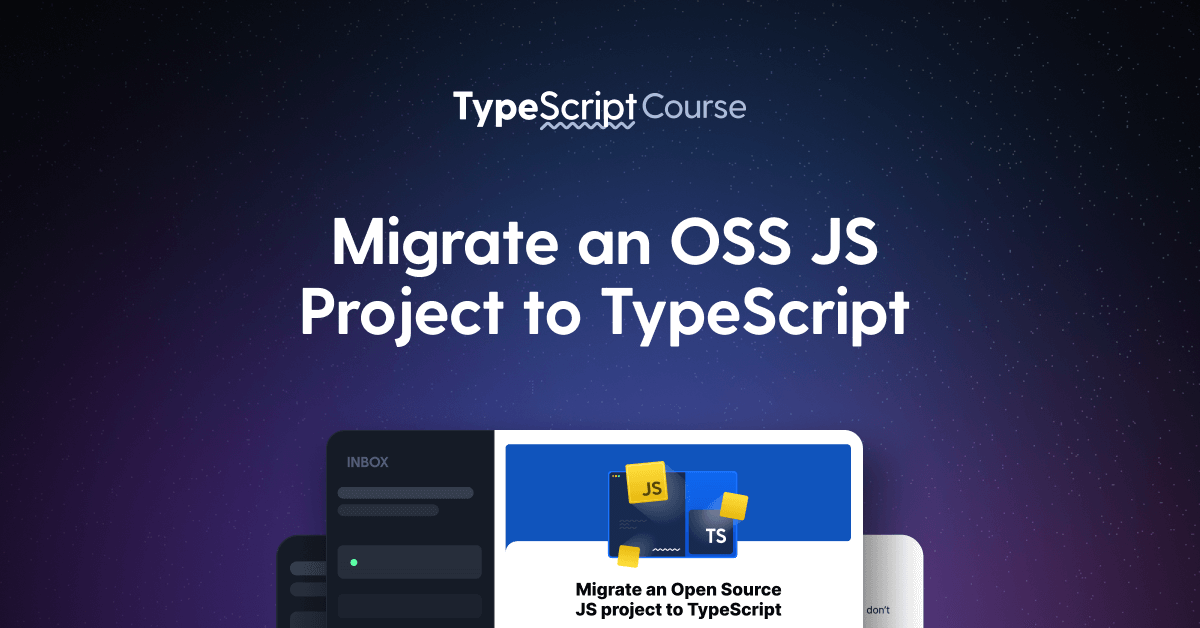 TypeScript Course
Migrate an OSS JS
Project to TypeScript
INBOX
JS
TS
Migrate an Open Source
JS project to TypeScript
don't